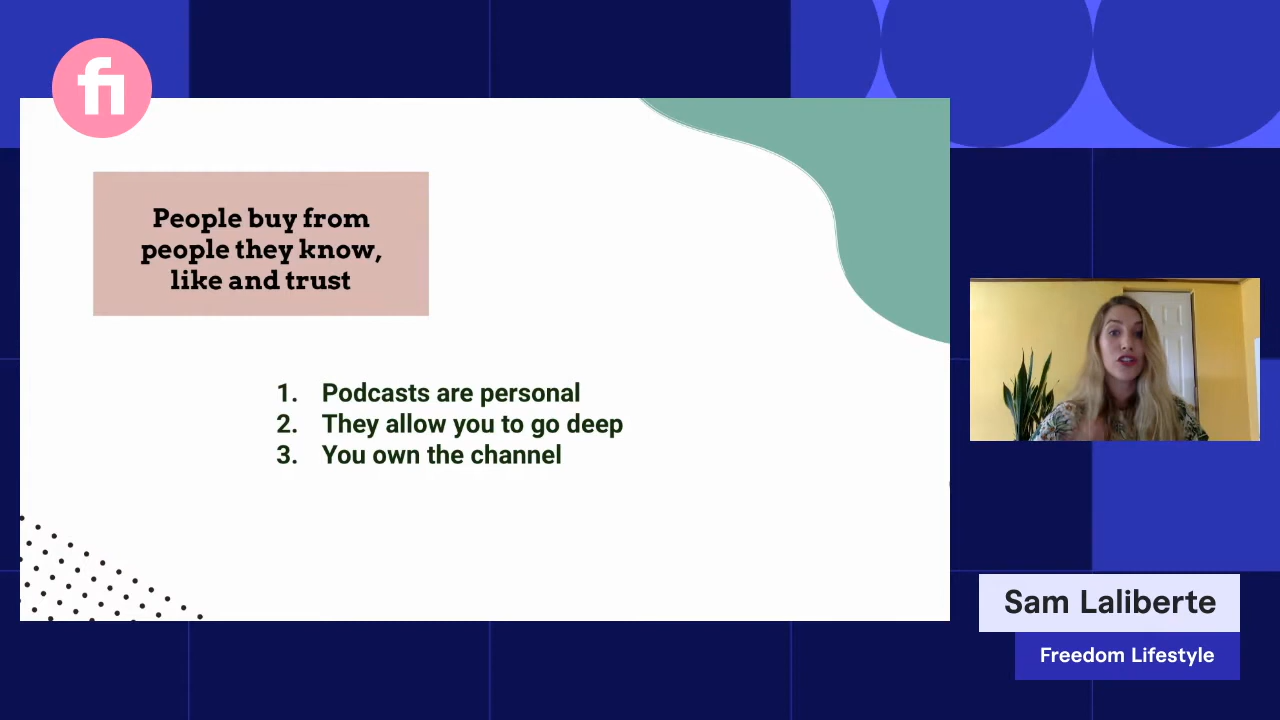 fi
People buy from
people they know,
like and trust
1. Podcasts are personal
2. They allow you to go deep
3. You own the channel
Sam Laliberte
Freedom Lifestyle